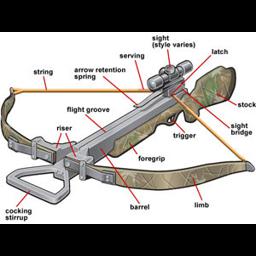 sight
(style varies)
serving
latch
arrow retention
spring
string
flight groove
stock
riser
trigger
sight
bridge
foregrip
cocking
stirrup
barrel
limb